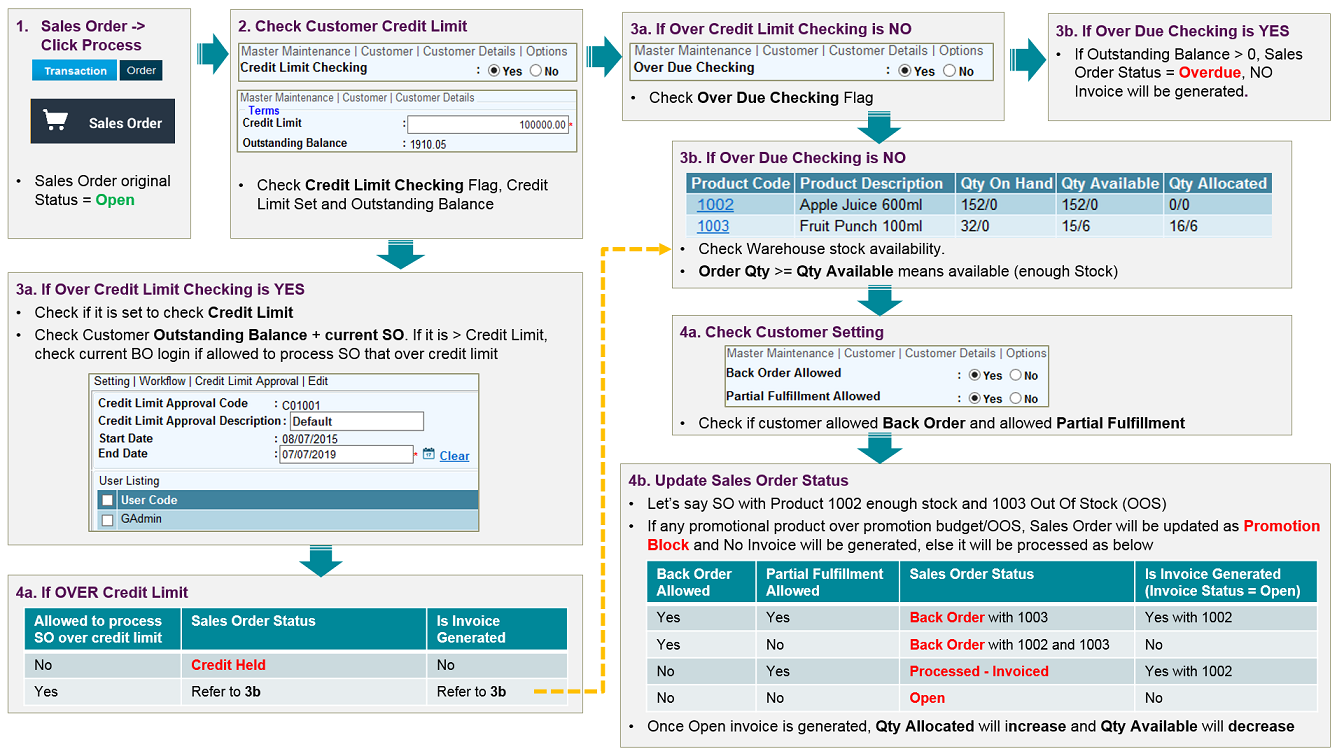 1. Sales Order ->
Click Process
Transaction Order
Sales Order
• Sales Order original
Status = Open
2. Check Customer Credit Limit
Master Maintenance | Customer | Customer Details | Options
Credit Limit Checking : Yes No
Master Maintenance | Customer | Customer Details
Terms
Credit Limit : 100000.00 *
Outstanding Balance : 1910.05
• Check Credit Limit Checking Flag, Credit
Limit Set and Outstanding Balance
3a. If Over Credit Limit Checking is NO
Master Maintenance | Customer | Customer Details | Options
Over Due Checking : Yes No
• Check Over Due Checking Flag
3b. If Over Due Checking is YES
• If Outstanding Balance > 0, Sales
Order Status = Overdue, NO
Invoice will be generated.
3b. If Over Due Checking is NO
Product Code Product Description Qty On Hand Qty Available Qty Allocated
1002 Apple Juice 600ml 152/0 152/0 0/0
1003 Fruit Punch 100ml 32/0 15/6 16/6
• Check Warehouse stock availability.
• Order Qty >= Qty Available means available (enough Stock)
3a. If Over Credit Limit Checking is YES
• Check if it is set to check Credit Limit
• Check Customer Outstanding Balance + current SO. If it is > Credit Limit,
check current BO login if allowed to process SO that over credit limit
Setting | Workflow | Credit Limit Approval | Edit
Credit Limit Approval Code : C01001
Credit Limit Approval Description : Default
Start Date : 08/07/2015
End Date : 07/07/2019 * Clear
User Listing
User Code
GAdmin
4a. If OVER Credit Limit
Allowed to process Sales Order Status Is Invoice
SO over credit limit Generated
No Credit Held No
Yes Refer to 3b Refer to 3b
4a. Check Customer Setting
Master Maintenance | Customer | Customer Details | Options
Back Order Allowed : Yes No
Partial Fulfillment Allowed : Yes No
• Check if customer allowed Back Order and allowed Partial Fulfillment
4b. Update Sales Order Status
• Let's say SO with Product 1002 enough stock and 1003 Out Of Stock (OOS)
• If any promotional product over promotion budget/OOS, Sales Order will be updated as Promotion
Block and No Invoice will be generated, else it will be processed as below
Back Order Partial Fulfillment Sales Order Status Is Invoice Generated
Allowed Allowed (Invoice Status = Open)
Yes Yes Back Order with 1003 Yes with 1002
Yes No Back Order with 1002 and 1003 No
No Yes Processed - Invoiced Yes with 1002
No No Open No
• Once Open invoice is generated, Qty Allocated will increase and Qty Available will decrease